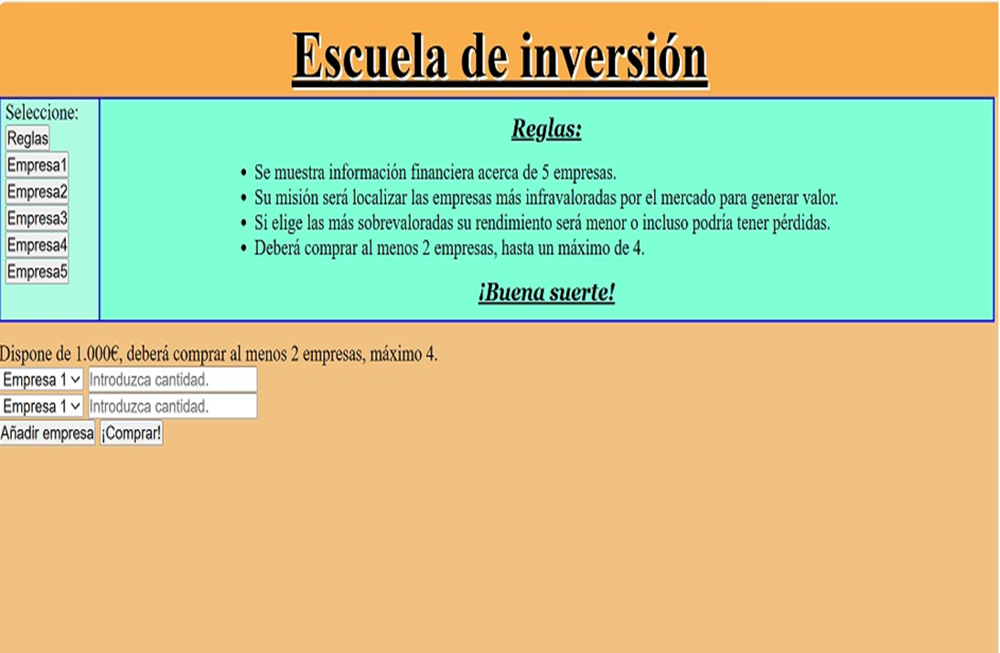 Escuela de inversión
Seleccione:
Reglas
Empresa1
Empresa2
Empresa3
Empresa4
Empresa5
Reglas:
Se muestra información financiera acerca de 5 empresas.
Su misión será localizar las empresas más infravaloradas por el mercado para generar valor.
Si elige las más sobrevaloradas su rendimiento será menor o incluso podría tener pérdidas.
Deberá comprar al menos 2 empresas, hasta un máximo de 4.
¡Buena suerte!
Dispone de 1.000€, deberá comprar al menos 2 empresas, máximo 4.
Empresa 1 Introduzca cantidad.
Empresa 1 Introduzca cantidad.
Añadir empresa ¡Comprar!